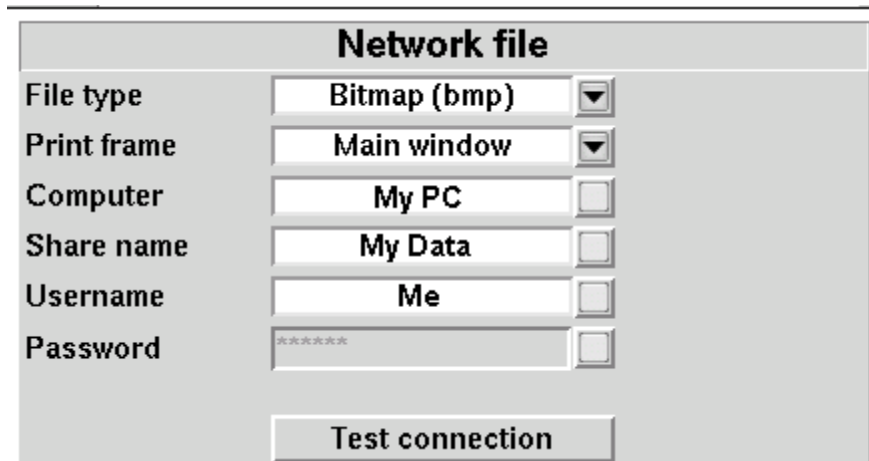 Network file
File type Bitmap (bmp)
Print frame Main window
Computer My PC
Share name My Data
Username Me
Password ******
Test connection